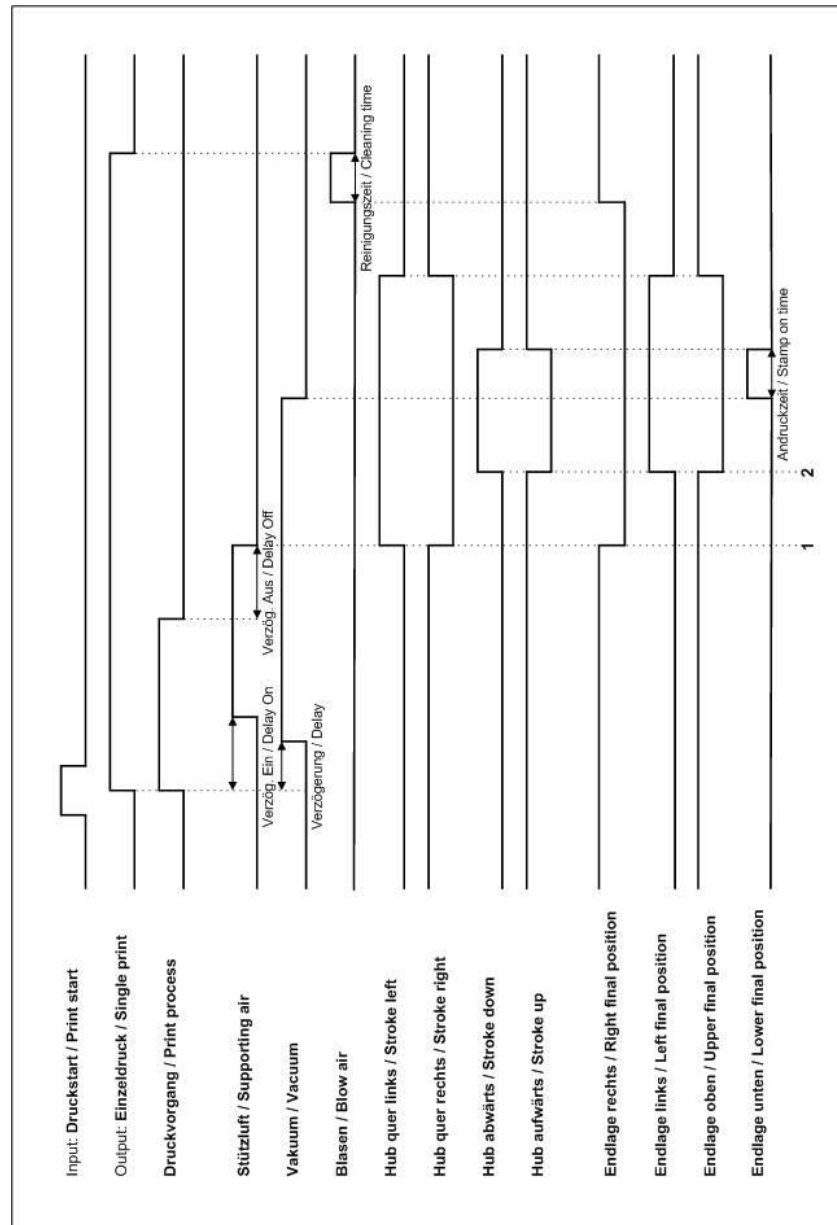 Input: Druckstart / Print start
Output: Einzeldruck / Single print
Druckvorgang / Print process
Stützluft / Supporting air
Verzög. Ein / Delay On
Verzög. Aus / Delay Off
Vakuum / Vacuum
Verzögerung / Delay
Blasen / Blow air
Reinigungszeit / Cleaning time
Hub quer links / Stroke left
Hub quer rechts / Stroke right
Hub abwärts / Stroke down
Hub aufwärts / Stroke up
Endlage rechts / Right final position
Endlage links / Left final position
Endlage oben / Upper final position
Endlage unten / Lower final position
Andruckzeit / Stamp on time
1
2